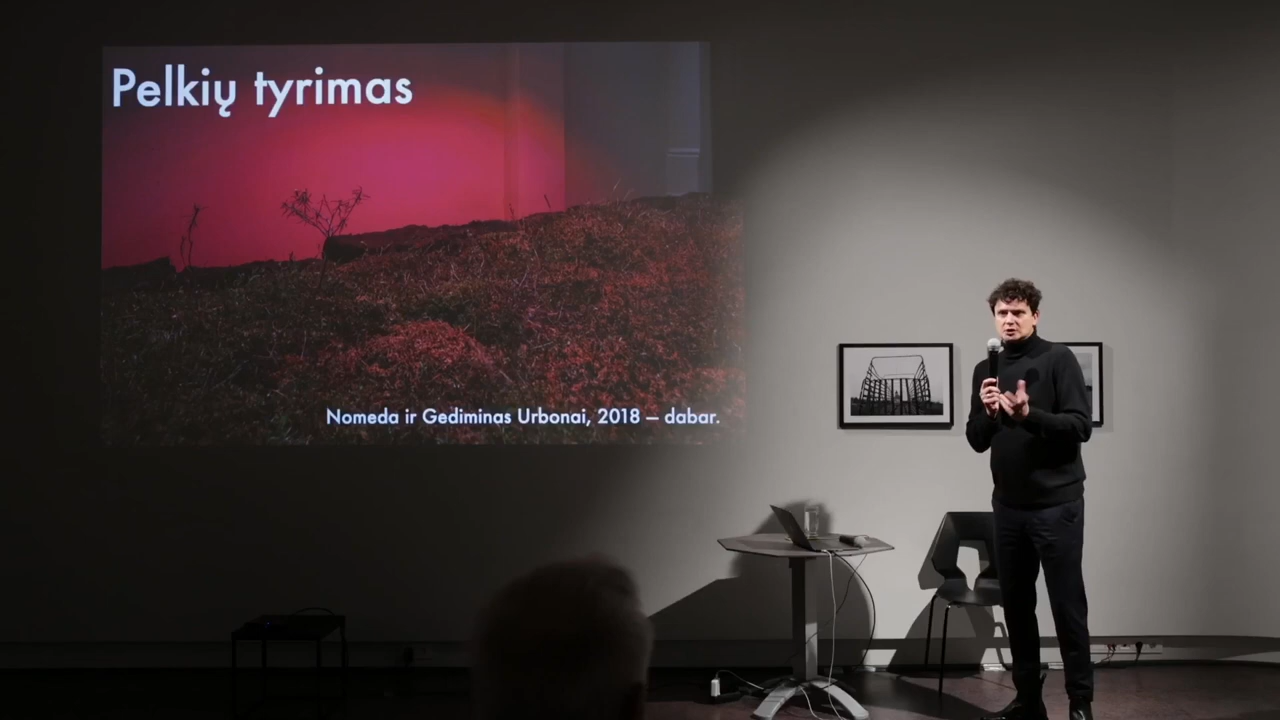 Pelkių tyrimas
Nomeda ir Gediminas Urbonai, 2018 – dabar.